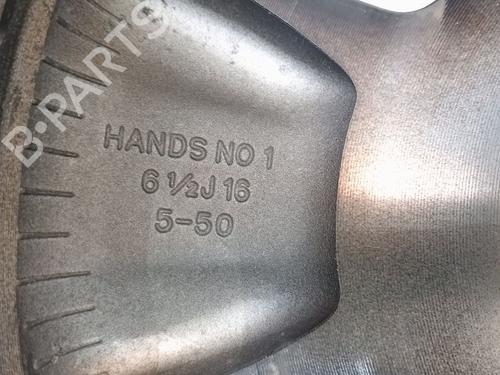 B-PARTS
HANDS NO 1
6 1/2J 16
5-50